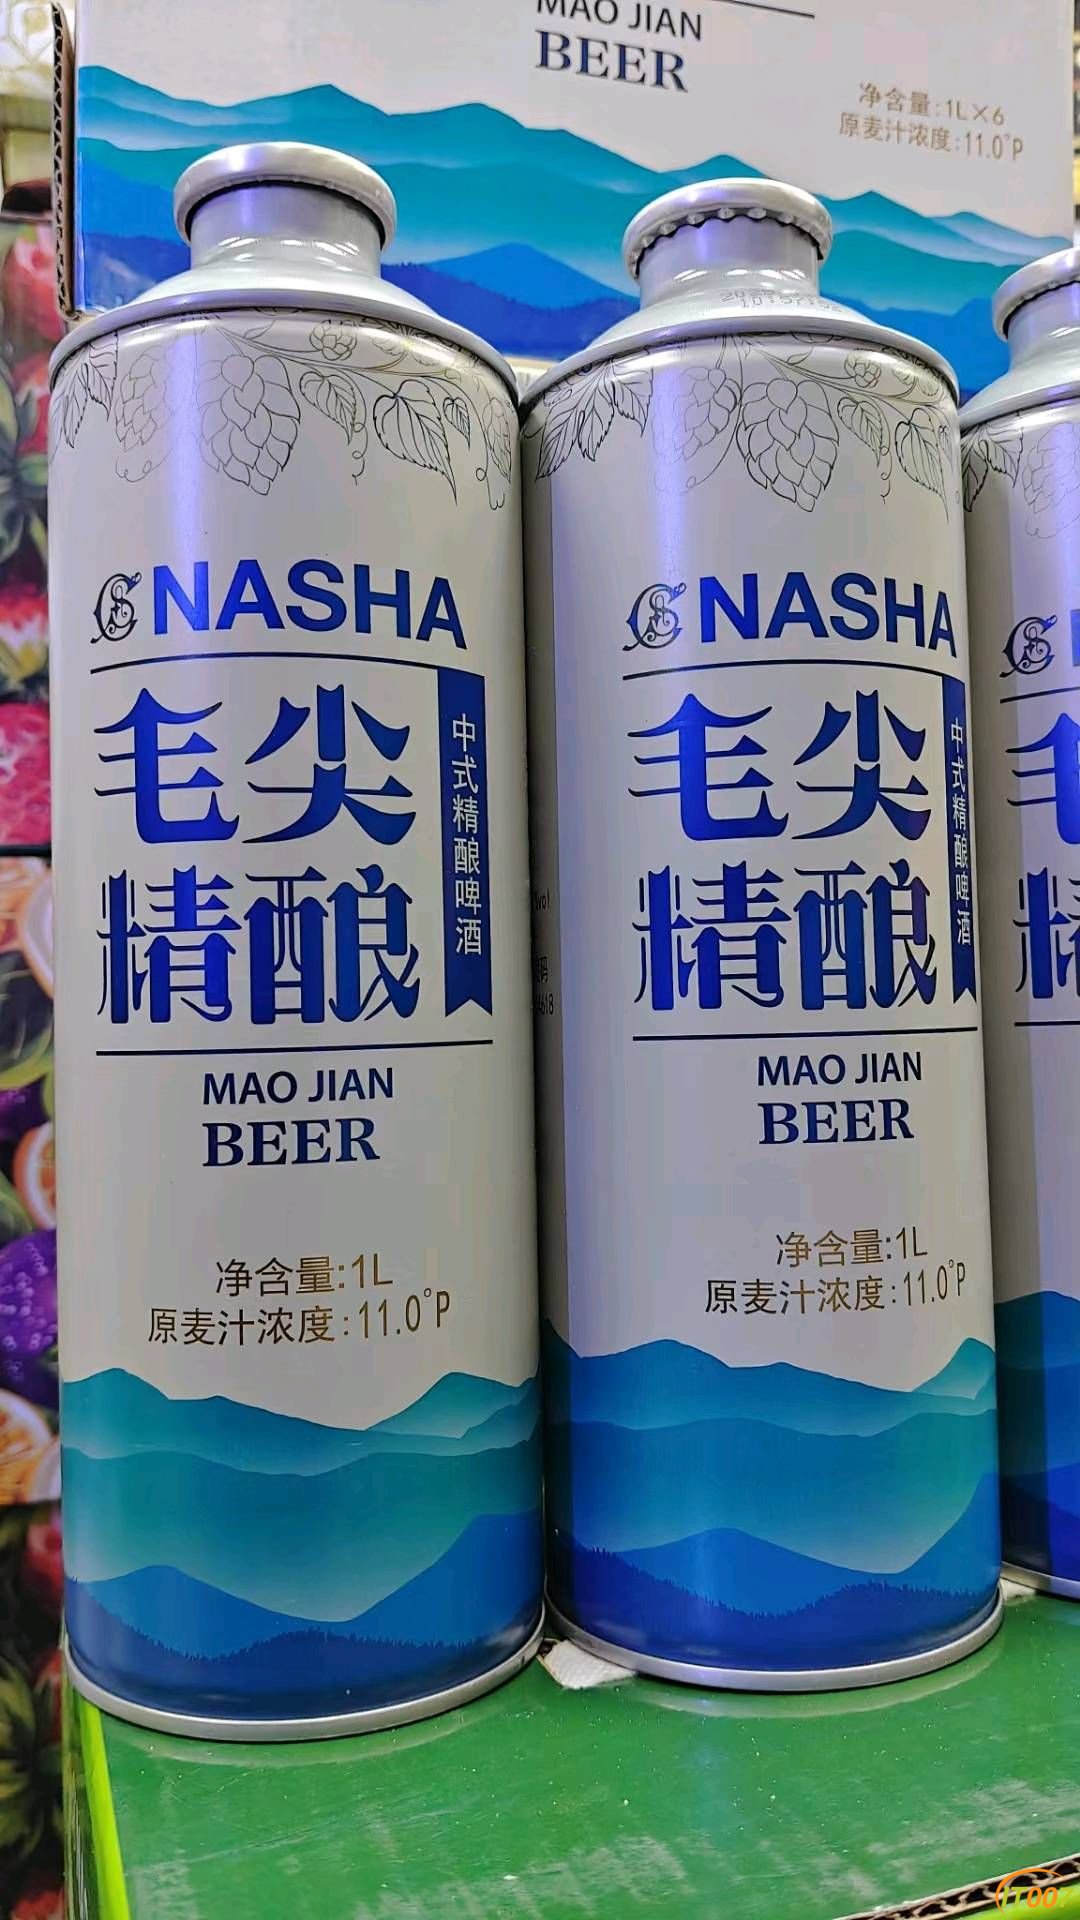 MAO JIAN
BEER
净含量:1L×6
原麦汁浓度:11.0°P
NASHA
毛尖
精酿
中式精酿啤酒
MAO JIAN
BEER
净含量:1L
原麦汁浓度:11.0°P
NASHA
毛尖
精酿
中式精酿啤酒
MAO JIAN
BEER
净含量:1L
原麦汁浓度:11.0°P
IT007